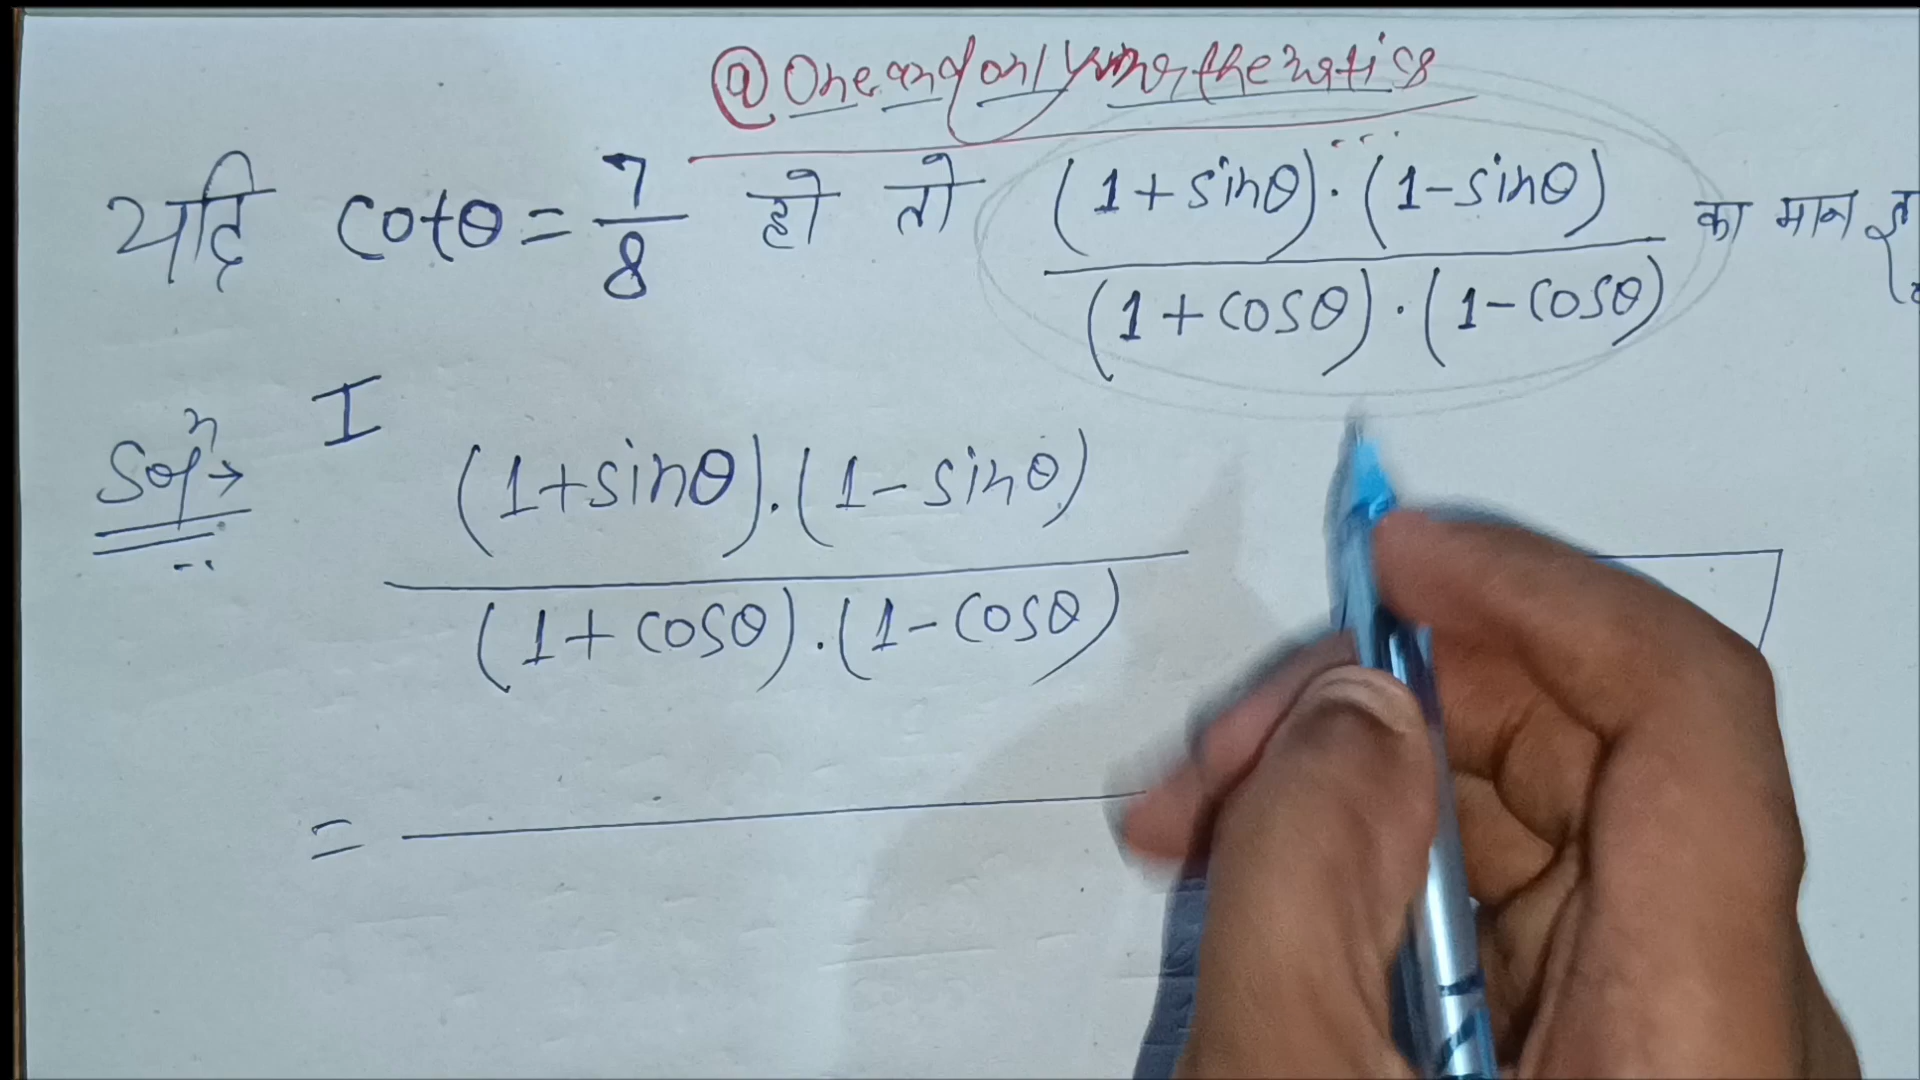 @Oneandonlymathematics
यदि cotθ = 7/8 हो तो (1+sinθ)·(1-sinθ) / (1+cosθ)·(1-cosθ) का मान
Solⁿ→ I
(1+sinθ).(1-sinθ)
(1+cosθ).(1-cosθ)
=